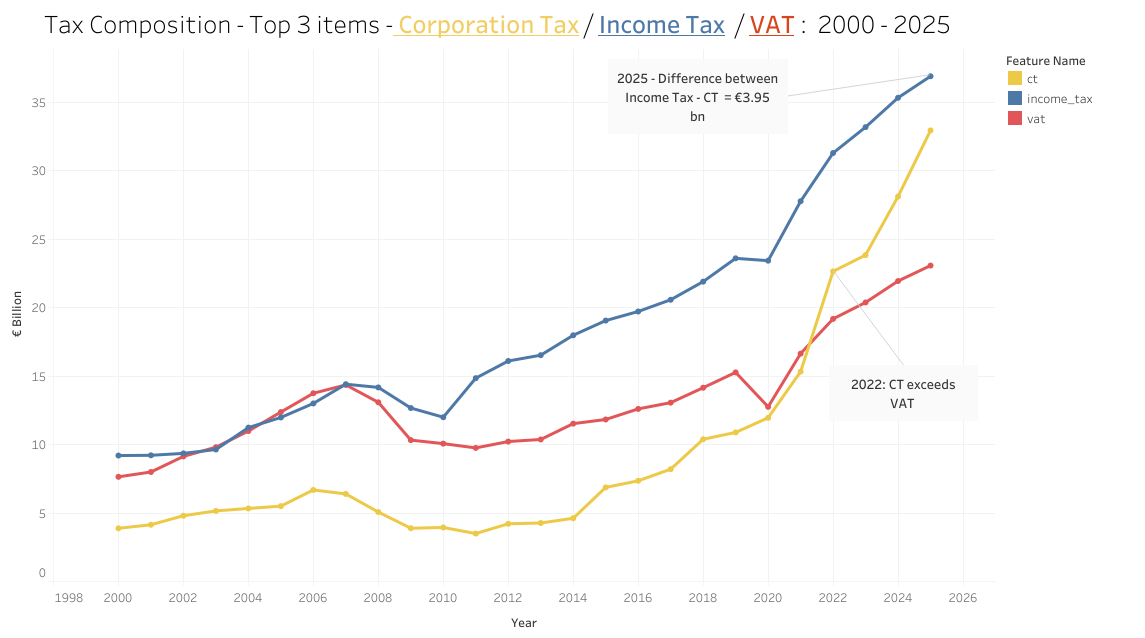 Tax Composition - Top 3 items - Corporation Tax / Income Tax / VAT : 2000 - 2025
Feature Name
ct
income_tax
vat
2025 - Difference between
Income Tax - CT = €3.95
bn
2022: CT exceeds
VAT
€ Billion
35
30
25
20
15
10
5
0
1998 2000 2002 2004 2006 2008 2010 2012 2014 2016 2018 2020 2022 2024 2026
Year